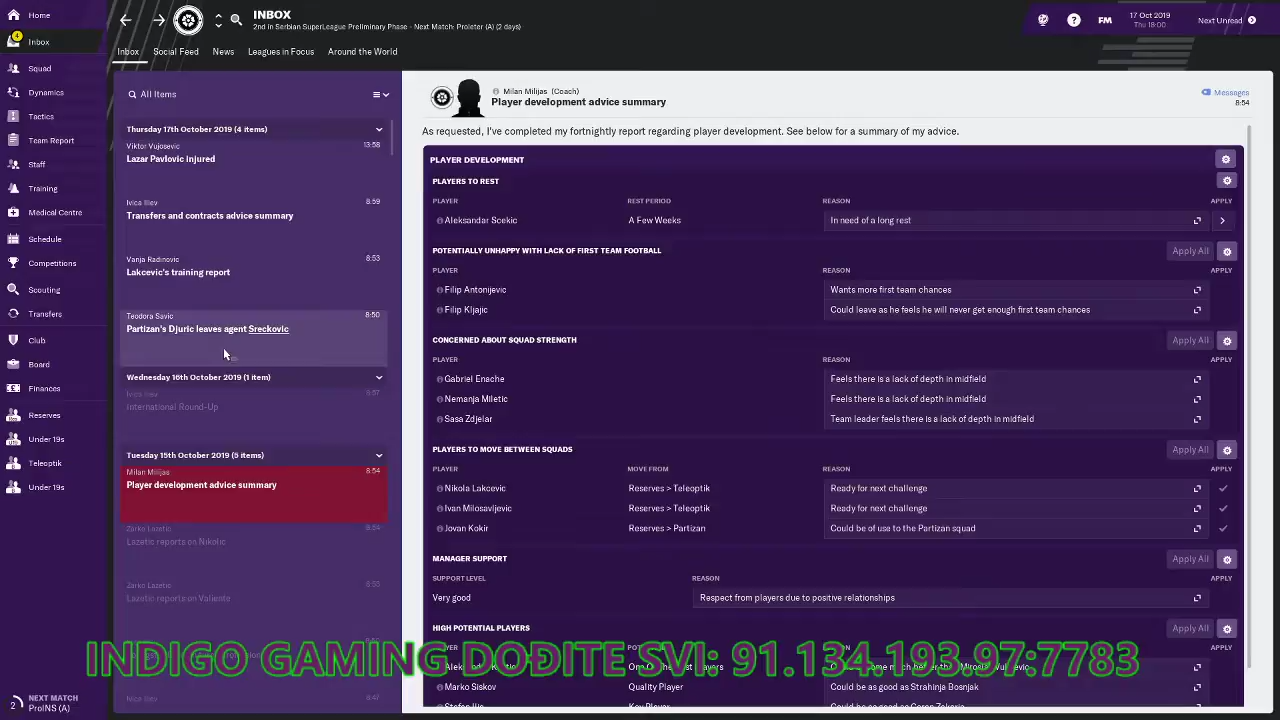 INBOX
2nd in Serbian SuperLeague Preliminary Phase - Next Match: Proleter (A) (2 days)
FM
17 Oct 2019
Thu 18:00
Next Unread
4
Inbox
Squad
Dynamics
Tactics
Team Report
Staff
Training
Medical Centre
Schedule
Competitions
Scouting
Transfers
Club
Board
Finances
Reserves
Under 19s
Teleoptik
Under 19s
2
NEXT MATCH
ProINS (A)
Inbox
Social Feed
News
Leagues in Focus
Around the World
All Items
Thursday 17th October 2019 (4 items)
Viktor Vujosevic 13:58
Lazar Pavlovic injured
Ivica Iliev 8:59
Transfers and contracts advice summary
Vanja Radinovic 8:53
Lakcevic's training report
Teodora Savic 8:50
Partizan's Djuric leaves agent Sreckovic
Wednesday 16th October 2019 (1 item)
Ivica Iliev
International Round-Up
Tuesday 15th October 2019 (5 items)
Milan Milijas 8:54
Player development advice summary
Zarko Lazetic
Lazetic reports on Nikolic
Zarko Lazetic
Lazetic reports on Valiente
Ivica Iliev 8:47
Milan Milijas (Coach)
Player development advice summary
Messages
8:54
As requested, I've completed my fortnightly report regarding player development. See below for a summary of my advice.
PLAYER DEVELOPMENT
PLAYERS TO REST
PLAYER REST PERIOD REASON APPLY
Aleksandar Scekic A Few Weeks In need of a long rest
POTENTIALLY UNHAPPY WITH LACK OF FIRST TEAM FOOTBALL Apply All
PLAYER REASON APPLY
Filip Antonijevic Wants more first team chances
Filip Kljajic Could leave as he feels he will never get enough first team chances
CONCERNED ABOUT SQUAD STRENGTH Apply All
PLAYER REASON APPLY
Gabriel Enache Feels there is a lack of depth in midfield
Nemanja Miletic Feels there is a lack of depth in midfield
Sasa Zdjelar Team leader feels there is a lack of depth in midfield
PLAYERS TO MOVE BETWEEN SQUADS Apply All
PLAYER MOVE FROM REASON APPLY
Nikola Lakcevic Reserves > Teleoptik Ready for next challenge
Ivan Milosavljevic Reserves > Teleoptik Ready for next challenge
Jovan Kokir Reserves > Partizan Could be of use to the Partizan squad
MANAGER SUPPORT Apply All
SUPPORT LEVEL REASON APPLY
Very good Respect from players due to positive relationships
HIGH POTENTIAL PLAYERS Apply All
INDIGO GAMING DOĐITE SVI: 91.134.193.97:7783
Marko Siskov Quality Player Could be as good as Strahinja Bosnjak